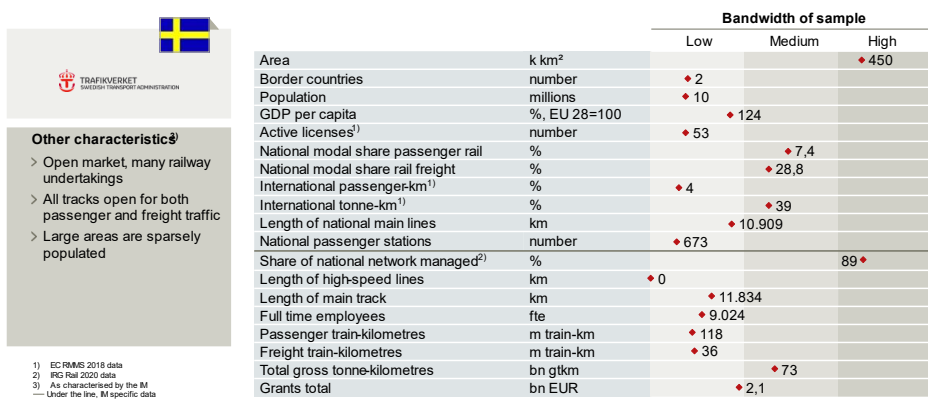 TRAFIKVERKET
SWEDISH TRANSPORT ADMINISTRATION
Other characteristics 3)
Open market, many railway
undertakings
All tracks open for both
passenger and freight traffic
Large areas are sparsely
populated
1) EC RMMS 2018 data
2) IRG Rail 2020 data
3) As characterised by the IM
Under the line, IM specific data
Bandwidth of sample
Low Medium High
Area k km² 450
Border countries number 2
Population millions 10
GDP per capita %, EU 28=100 124
Active licenses1) number 53
National modal share passenger rail % 7,4
National modal share rail freight % 28,8
International passenger-km1) % 4
International tonne-km1) % 39
Length of national main lines km 10.909
National passenger stations number 673
Share of national network managed2) % 89
Length of high-speed lines km 0
Length of main track km 11.834
Full time employees fte 9.024
Passenger train-kilometres m train-km 118
Freight train-kilometres m train-km 36
Total gross tonne-kilometres bn gtkm 73
Grants total bn EUR 2,1